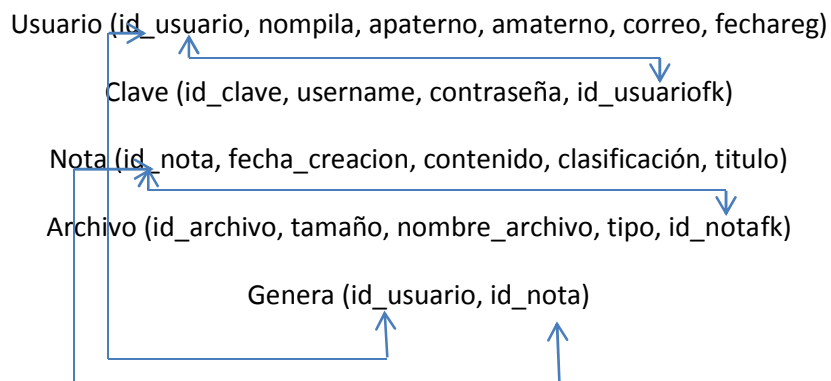 Usuario (id_usuario, nompila, apaterno, amaterno, correo, fechareg)
Clave (id_clave, username, contraseña, id_usuariofk)
Nota (id_nota, fecha_creacion, contenido, clasificación, titulo)
Archivo (id_archivo, tamaño, nombre_archivo, tipo, id_notafk)
Genera (id_usuario, id_nota)